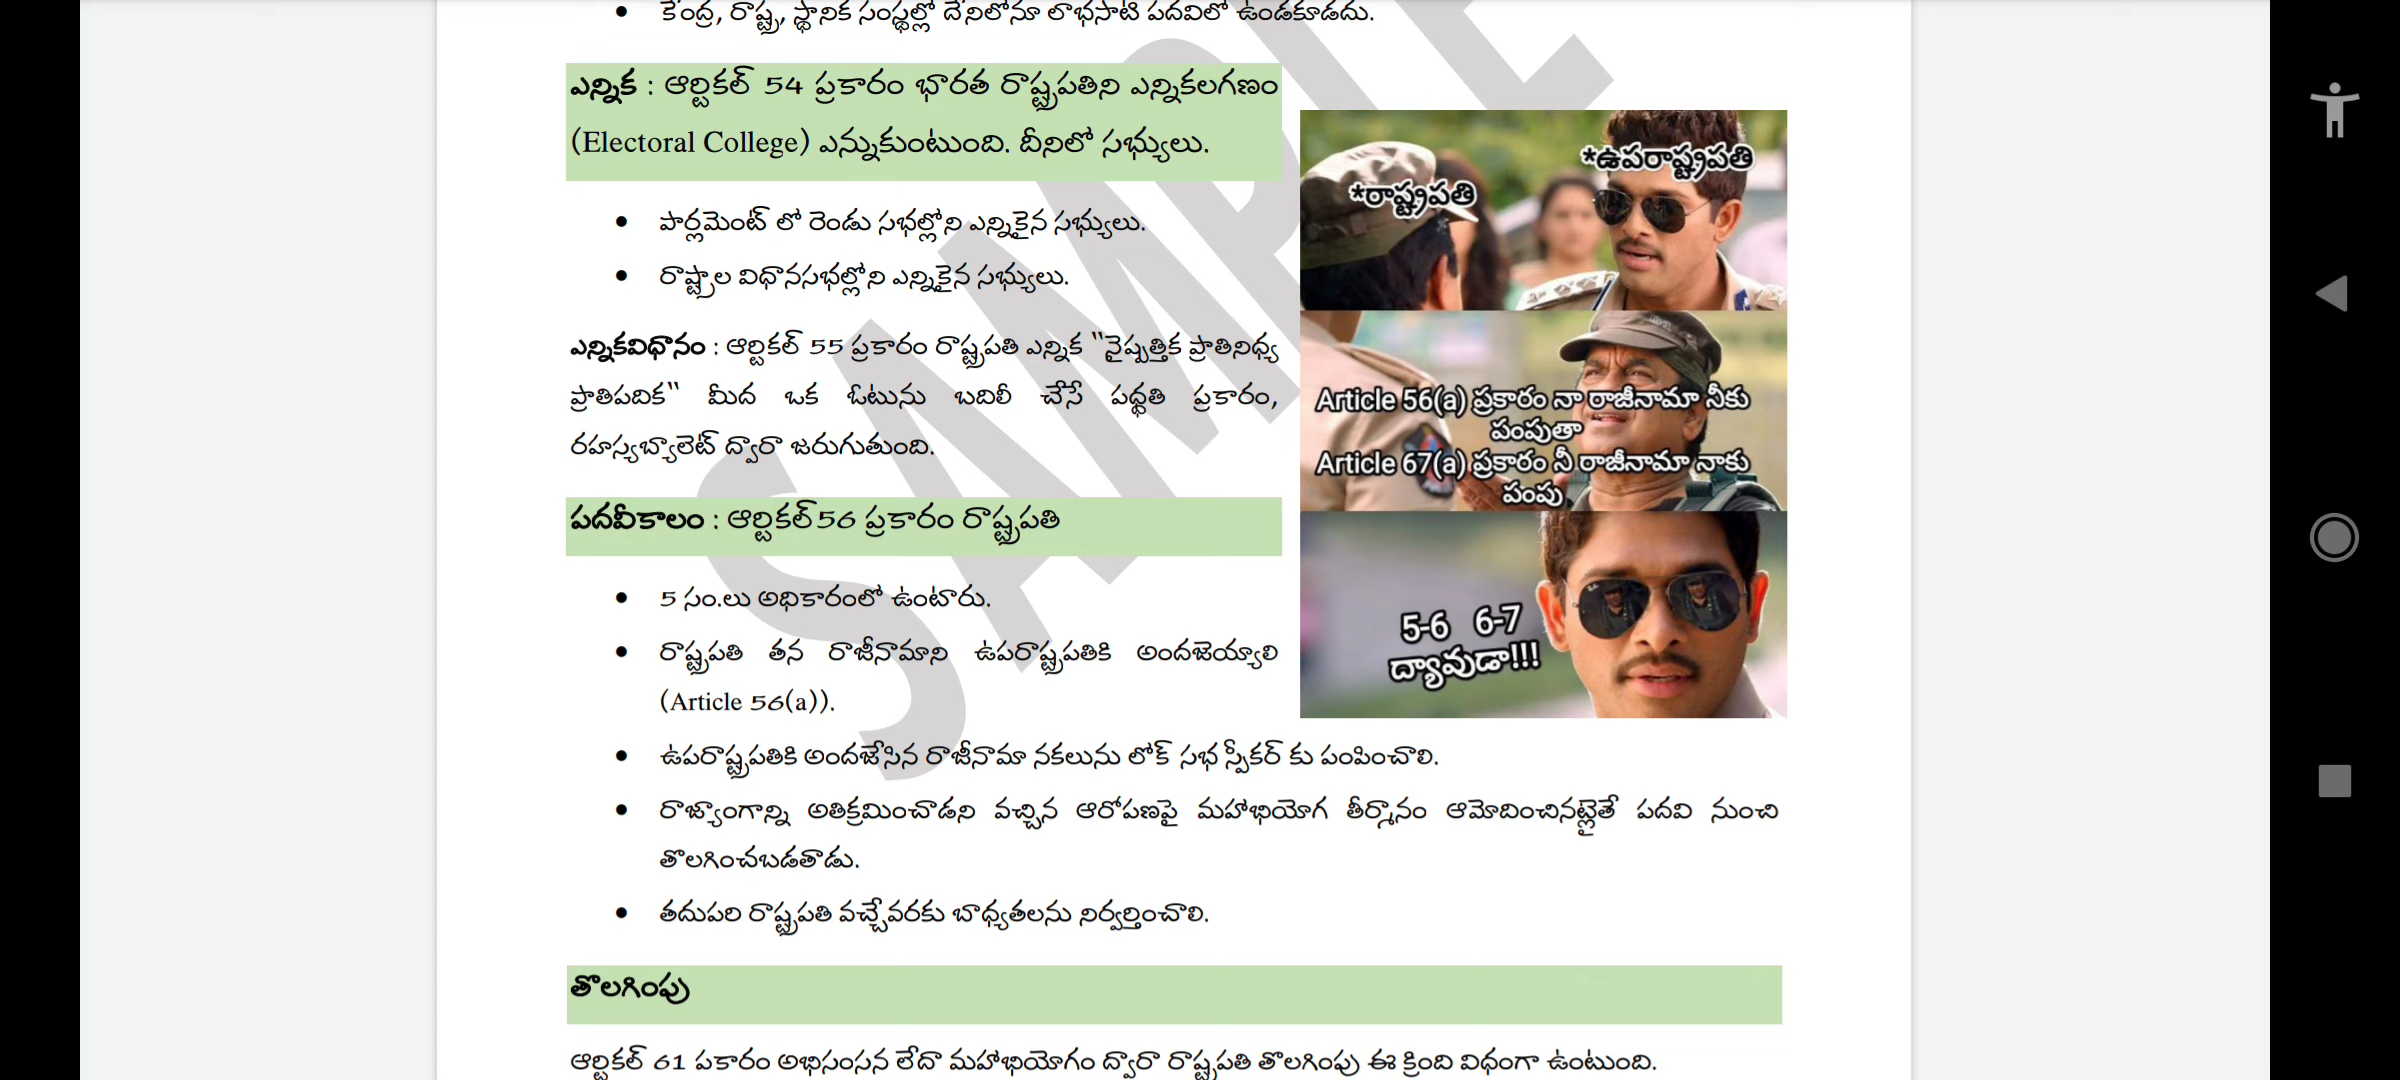 కేంద్ర, రాష్ట్ర, స్థానిక సంస్థల్లో దేనిలోనూ లాభసాటి పదవిలో ఉండకూడదు.
ఎన్నిక : ఆర్టికల్ 54 ప్రకారం భారత రాష్ట్రపతిని ఎన్నికలగణం
(Electoral College) ఎన్నుకుంటుంది. దీనిలో సభ్యులు.
పార్లమెంట్ లో రెండు సభల్లోని ఎన్నికైన సభ్యులు.
రాష్ట్రాల విధానసభల్లోని ఎన్నికైన సభ్యులు.
ఎన్నికవిధానం : ఆర్టికల్ 55 ప్రకారం రాష్ట్రపతి ఎన్నిక "నైష్పత్తిక ప్రాతినిధ్య
ప్రాతిపదిక" మీద ఒక ఓటును బదిలీ చేసే పద్ధతి ప్రకారం,
రహస్యబ్యాలెట్ ద్వారా జరుగుతుంది.
పదవీకాలం : ఆర్టికల్56 ప్రకారం రాష్ట్రపతి
5 సం.లు అధికారంలో ఉంటారు.
రాష్ట్రపతి తన రాజీనామాని ఉపరాష్ట్రపతికి అందజెయ్యాలి
(Article 56(a)).
*రాష్ట్రపతి
*ఉపరాష్ట్రపతి
Article 56(a) ప్రకారం నా రాజీనామా నీకు
పంపుతా
Article 67(a) ప్రకారం నీ రాజీనామా నాకు
పంపు
5-6 6-7
ద్యావుడా!!!
ఉపరాష్ట్రపతికి అందజేసిన రాజీనామా నకలును లోక్ సభ స్పీకర్ కు పంపించాలి.
రాజ్యాంగాన్ని అతిక్రమించాడని వచ్చిన ఆరోపణపై మహాభియోగ తీర్మానం ఆమోదించినట్లైతే పదవి నుంచి
తొలగించబడతాడు.
తదుపరి రాష్ట్రపతి వచ్చేవరకు బాధ్యతలను నిర్వర్తించాలి.
తొలగింపు
ఆర్టికల్ 61 పకారం అభిసంసన లేదా మహాభియోగం ద్వారా రాష్ట్రపతి తొలగింపు ఈ క్రింది విధంగా ఉంటుంది.
SAMPLE